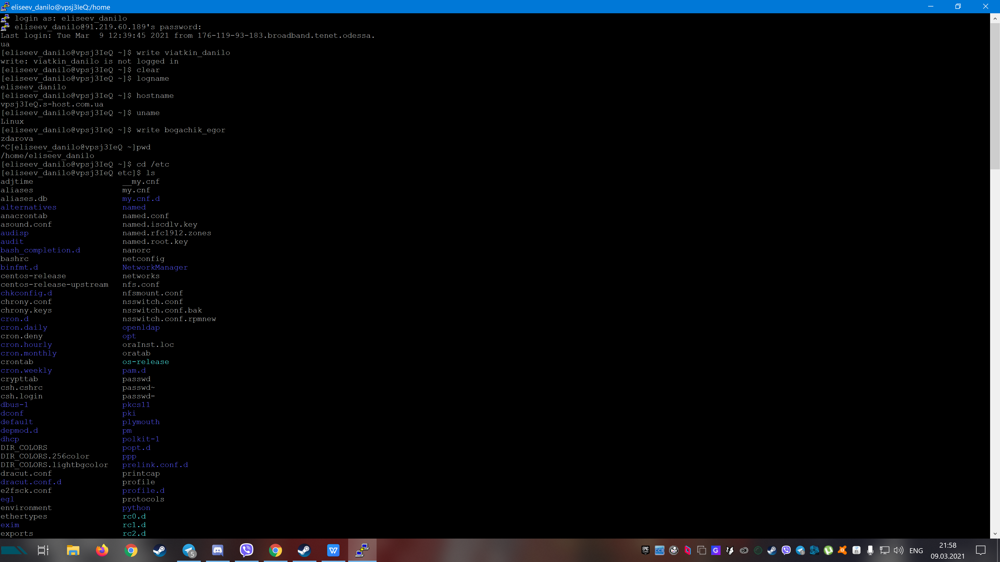 eliseev_danilo@vpsj3IeQ:/home
login as: eliseev_danilo
eliseev_danilo@91.219.60.189's password:
Last login: Tue Mar  9 12:39:45 2021 from 176-119-93-183.broadband.tenet.odessa.
ua
[eliseev_danilo@vpsj3IeQ ~]$ write viatkin_danilo
write: viatkin_danilo is not logged in
[eliseev_danilo@vpsj3IeQ ~]$ clear
[eliseev_danilo@vpsj3IeQ ~]$ logname
eliseev_danilo
[eliseev_danilo@vpsj3IeQ ~]$ hostname
vpsj3IeQ.s-host.com.ua
[eliseev_danilo@vpsj3IeQ ~]$ uname
Linux
[eliseev_danilo@vpsj3IeQ ~]$ write bogachik_egor
zdarova
^C[eliseev_danilo@vpsj3IeQ ~]pwd
/home/eliseev_danilo
[eliseev_danilo@vpsj3IeQ ~]$ cd /etc
[eliseev_danilo@vpsj3IeQ etc]$ ls
adjtime                   __my.cnf
aliases                   my.cnf
aliases.db                my.cnf.d
alternatives              named
anacrontab                named.conf
asound.conf               named.iscdlv.key
audisp                    named.rfc1912.zones
audit                     named.root.key
bash_completion.d         nanorc
bashrc                    netconfig
binfmt.d                  NetworkManager
centos-release            networks
centos-release-upstream   nfs.conf
chkconfig.d               nfsmount.conf
chrony.conf               nsswitch.conf
chrony.keys               nsswitch.conf.bak
cron.d                    nsswitch.conf.rpmnew
cron.daily                openldap
cron.deny                 opt
cron.hourly               oraInst.loc
cron.monthly              oratab
crontab                   os-release
cron.weekly               pam.d
crypttab                  passwd
csh.cshrc                 passwd~
csh.login                 passwd-
dbus-1                    pkcs11
dconf                     pki
default                   plymouth
depmod.d                  pm
dhcp                      polkit-1
DIR_COLORS                popt.d
DIR_COLORS.256color       ppp
DIR_COLORS.lightbgcolor   prelink.conf.d
dracut.conf               printcap
dracut.conf.d             profile
e2fsck.conf               profile.d
egl                       protocols
environment               python
ethertypes                rc0.d
exim                      rc1.d
exports                   rc2.d
5
EPIC GAMES
CCB
G
5
ENG
21:58
09.03.2021